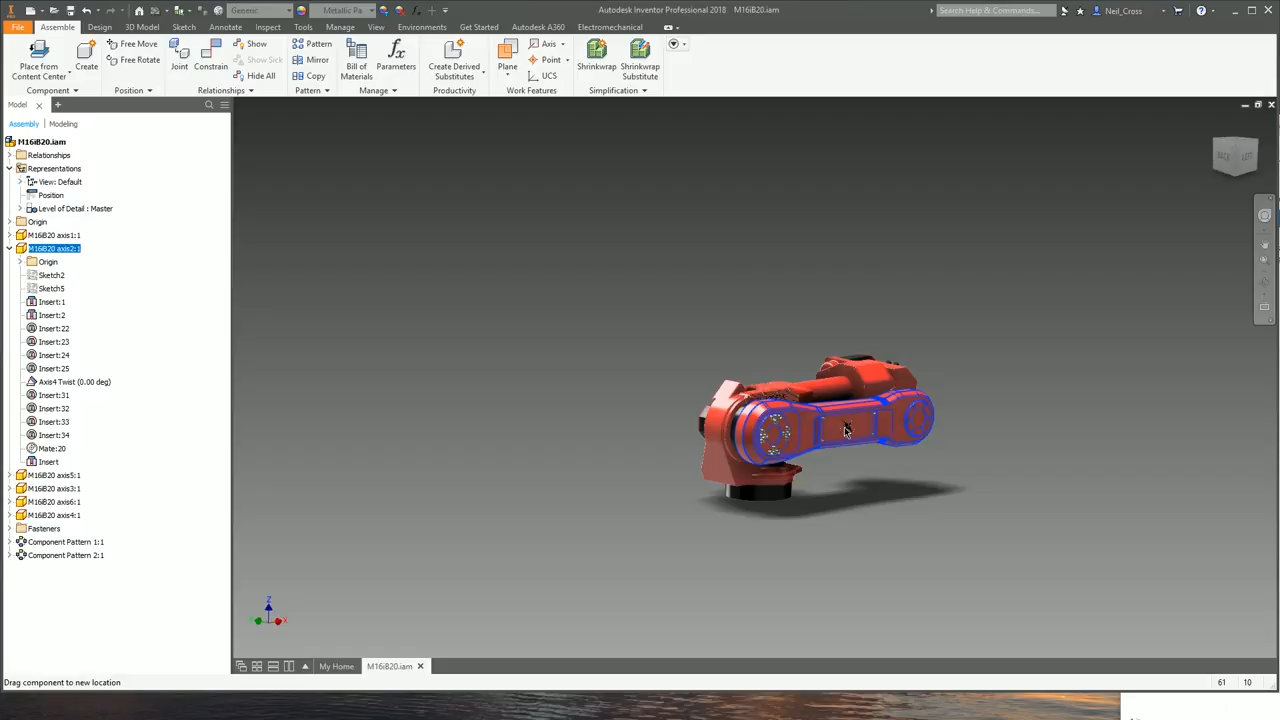 Generic
Metallic Pa
Autodesk Inventor Professional 2018 M16iB20.iam
Search Help & Commands...
Neil_Cross
File Assemble Design 3D Model Sketch Annotate Inspect Tools Manage View Environments Get Started Autodesk A360 Electromechanical
Place from Content Center
Create
Free Move
Free Rotate
Component
Position
Joint
Constrain
Show
Show Sick
Hide All
Relationships
Pattern
Mirror
Copy
Pattern
Bill of Materials
Parameters
Manage
Create Derived Substitutes
Productivity
Plane
Axis
Point
UCS
Work Features
Shrinkwrap
Shrinkwrap Substitute
Simplification
Model
Assembly Modeling
M16iB20.iam
Relationships
Representations
View: Default
Position
Level of Detail : Master
Origin
M16iB20 axis1:1
M16iB20 axis2:1
Origin
Sketch2
Sketch5
Insert:1
Insert:2
Insert:22
Insert:23
Insert:24
Insert:25
Axis4 Twist (0.00 deg)
Insert:31
Insert:32
Insert:33
Insert:34
Mate:20
Insert
M16iB20 axis5:1
M16iB20 axis3:1
M16iB20 axis6:1
M16iB20 axis4:1
Fasteners
Component Pattern 1:1
Component Pattern 2:1
BACK LEFT
Z
X
My Home M16iB20.iam
Drag component to new location
61 10